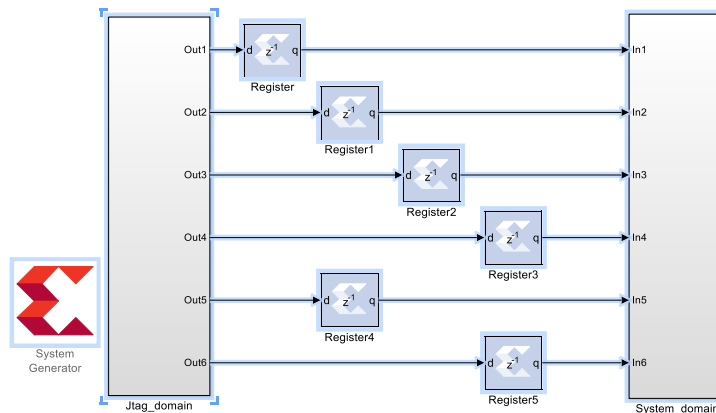 Out1
d
z-1
q
In1
Register
Out2
d
z-1
q
In2
Register1
Out3
d
z-1
q
In3
Register2
Out4
d
z-1
q
In4
Register3
Out5
d
z-1
q
In5
Register4
Out6
d
z-1
q
In6
Register5
System
Generator
Jtag_domain
System_domain